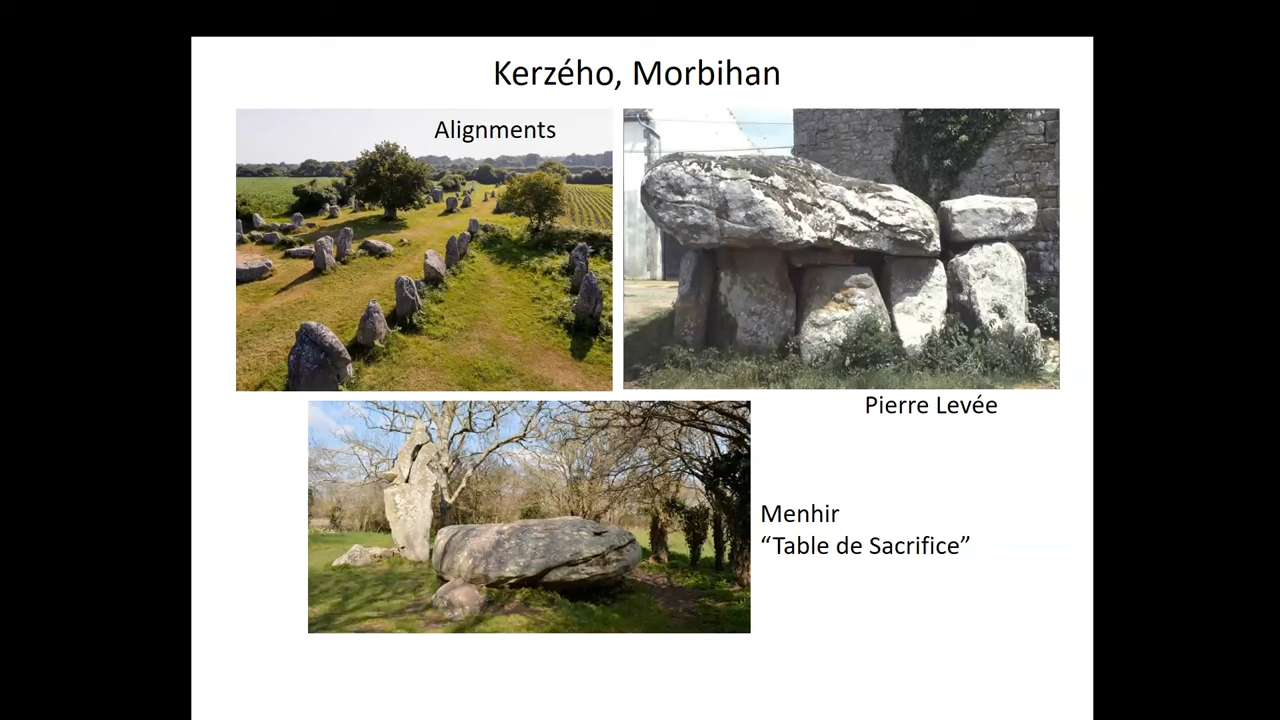 Kerzého, Morbihan
Alignments
Pierre Levée
Menhir
“Table de Sacrifice”